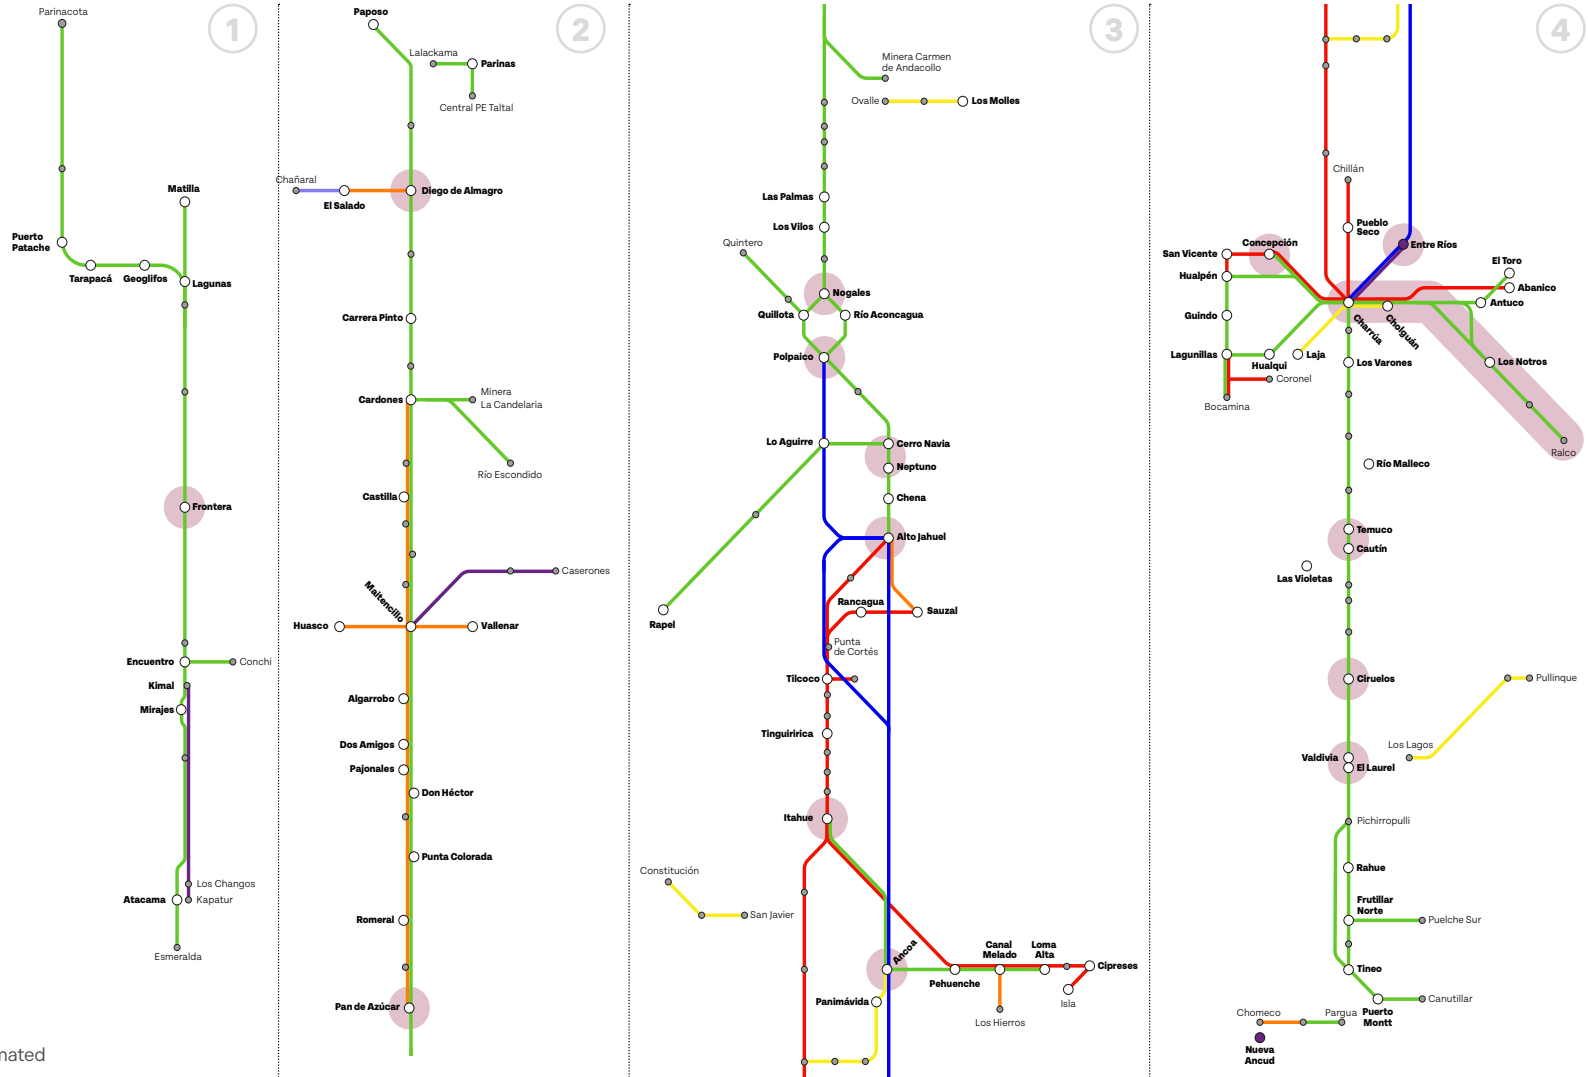 Parinacota
1
Matilla
Puerto
Patache
Tarapacá
Geoglifos
Lagunas
Frontera
Encuentro
Conchi
Kimal
Mirajes
Los Changos
Atacama
Kapatur
Esmeralda
mated
Paposo
2
Lalackama
Parinas
Central PE Taltal
Chañaral
El Salado
Diego de Almagro
Carrera Pinto
Cardones
Minera
La Candelaria
Río Escondido
Castilla
Caserones
Maitencillo
Huasco
Vallenar
Algarrobo
Dos Amigos
Pajonales
Don Héctor
Punta Colorada
Romeral
Pan de Azúcar
3
Minera Carmen
de Andacollo
Ovalle
Los Molles
Las Palmas
Los Vilos
Quintero
Nogales
Quillota
Río Aconcagua
Polpaico
Lo Aguirre
Cerro Navia
Neptuno
Chena
Alto Jahuel
Rapel
Rancagua
Sauzal
Punta
de Cortés
Tilcoco
Tinguiririca
Itahue
Constitución
San Javier
Ancoa
Canal
Melado
Loma
Alta
Cipreses
Pehuenche
Isla
Panimávida
Los Hierros
4
Chillán
Pueblo
Seco
Concepción
Entre Ríos
San Vicente
Hualpén
El Toro
Abanico
Antuco
Guindo
Charrúa
Cholguán
Lagunillas
Hualqui
Laja
Los Varones
Los Notros
Coronel
Bocamina
Ralco
Río Malleco
Temuco
Cautín
Las Violetas
Ciruelos
Pullinque
Los Lagos
Valdivia
El Laurel
Pichirropulli
Rahue
Frutillar
Norte
Puelche Sur
Tineo
Canutillar
Puerto
Montt
Chomeco
Pargua
Nueva
Ancud